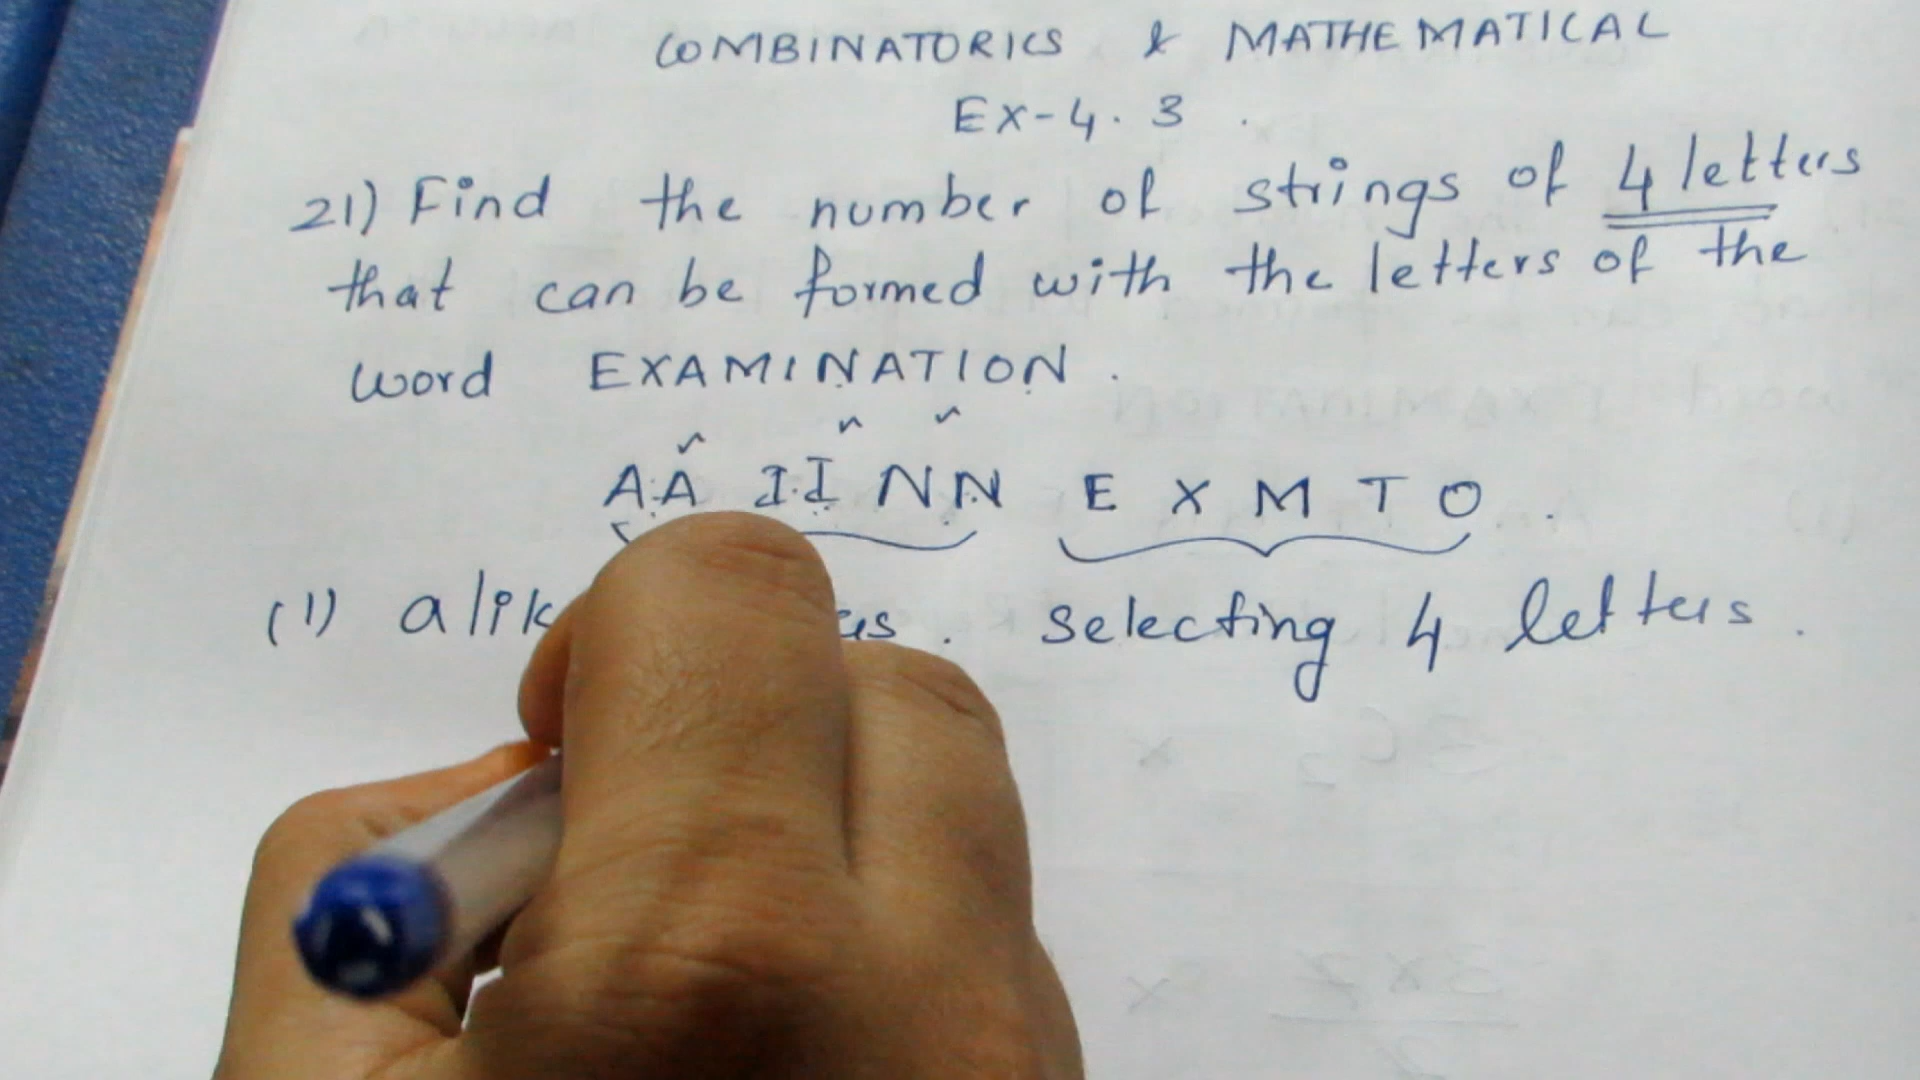 COMBINATORICS & MATHEMATICAL
EX-4.3.
21) Find the number of strings of 4 letters
that can be formed with the letters of the
word EXAMINATION.
AA II NN E X M T O.
(1) selecting 4 letters.